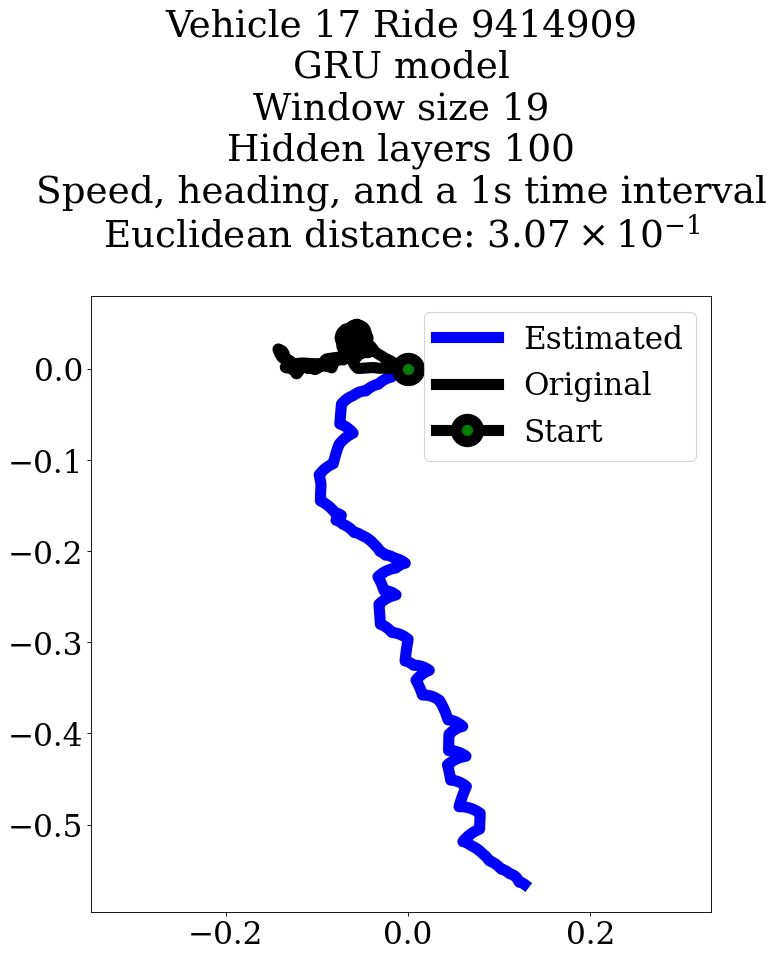 Vehicle 17 Ride 9414909
GRU model
Window size 19
Hidden layers 100
Speed, heading, and a 1s time interval
Euclidean distance: 3.07 × 10⁻¹
Estimated
Original
Start
0.0
−0.1
−0.2
−0.3
−0.4
−0.5
−0.2 0.0 0.2